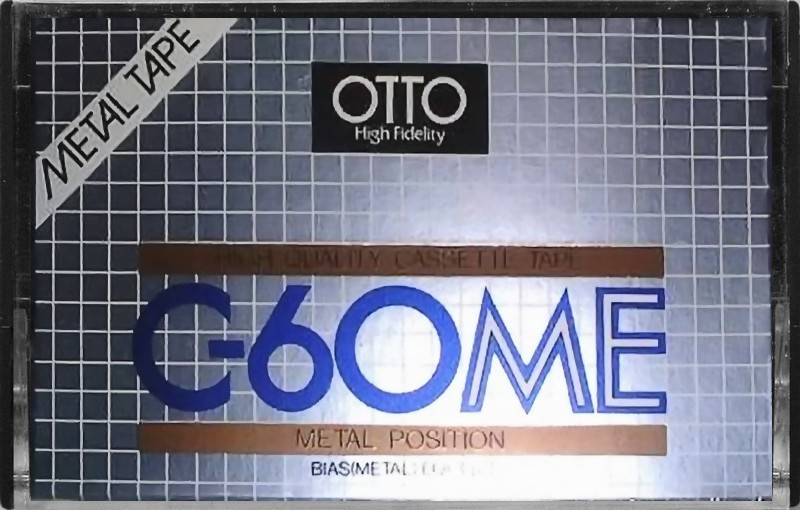 METAL TAPE
OTTO
High Fidelity
HIGH QUALITY CASSETTE TAPE
C-60ME
METAL POSITION
BIAS(METAL)